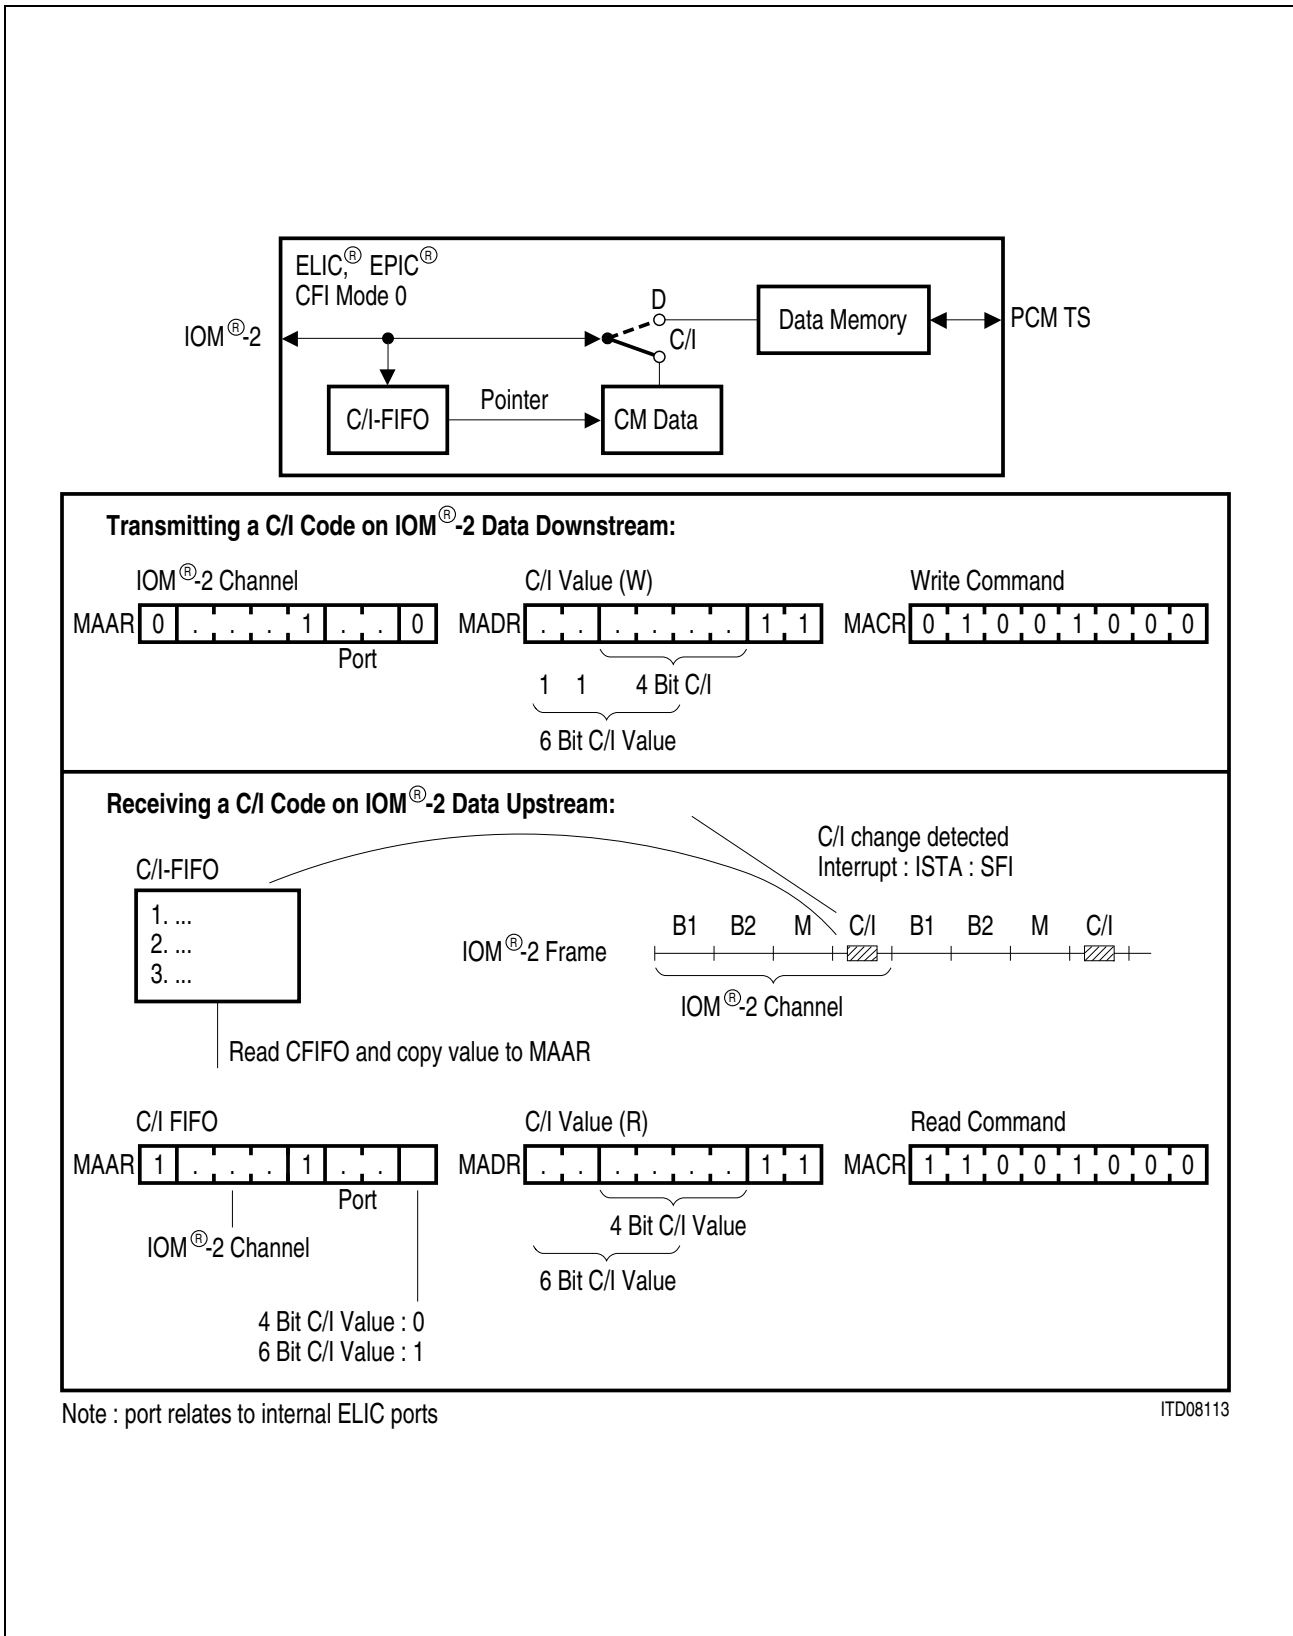 ELIC,® EPIC®
CFI Mode 0
IOM®-2
D
C/I
Data Memory
PCM TS
C/I-FIFO
Pointer
CM Data
Transmitting a C/I Code on IOM®-2 Data Downstream:
IOM®-2 Channel
C/I Value (W)
Write Command
MAAR 0 . . . 1 . . 0
MADR . . . . . . 1 1
MACR 0 1 0 0 1 0 0 0
Port
1 1 4 Bit C/I
6 Bit C/I Value
Receiving a C/I Code on IOM®-2 Data Upstream:
C/I change detected
Interrupt : ISTA : SFI
C/I-FIFO
1. ...
2. ...
3. ...
IOM®-2 Frame
B1 B2 M C/I B1 B2 M C/I
IOM®-2 Channel
Read CFIFO and copy value to MAAR
C/I FIFO
C/I Value (R)
Read Command
MAAR 1 . . . 1 . .
MADR . . . . . . 1 1
MACR 1 1 0 0 1 0 0 0
Port
4 Bit C/I Value
IOM®-2 Channel
6 Bit C/I Value
4 Bit C/I Value : 0
6 Bit C/I Value : 1
Note : port relates to internal ELIC ports
ITD08113